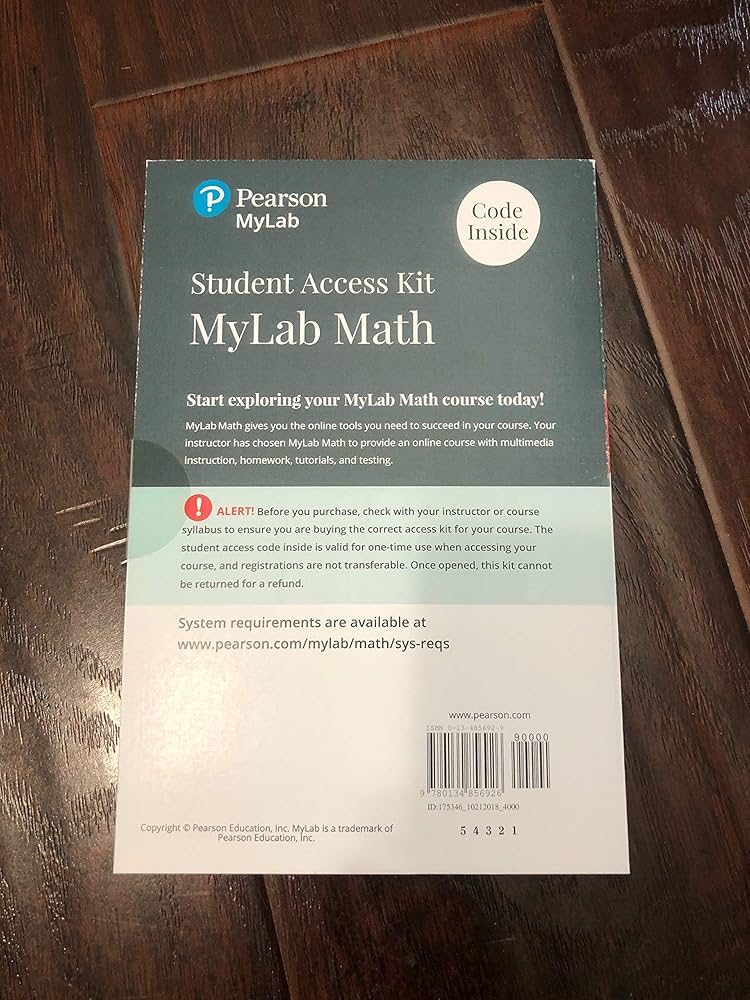 Pearson
MyLab
Code
Inside
Student Access Kit
MyLab Math
Start exploring your MyLab Math course today!
MyLab Math gives you the online tools you need to succeed in your course. Your
instructor has chosen MyLab Math to provide an online course with multimedia
instruction, homework, tutorials, and testing.
! ALERT! Before you purchase, check with your instructor or course
syllabus to ensure you are buying the correct access kit for your course. The
student access code inside is valid for one-time use when accessing your
course, and registrations are not transferable. Once opened, this kit cannot
be returned for a refund.
System requirements are available at
www.pearson.com/mylab/math/sys-reqs
www.pearson.com
ISBN 0-13-485692-9
90000
9 780134 856926
ID:175346_10212018_4000
5 4 3 2 1
Copyright © Pearson Education, Inc. MyLab is a trademark of
Pearson Education, Inc.